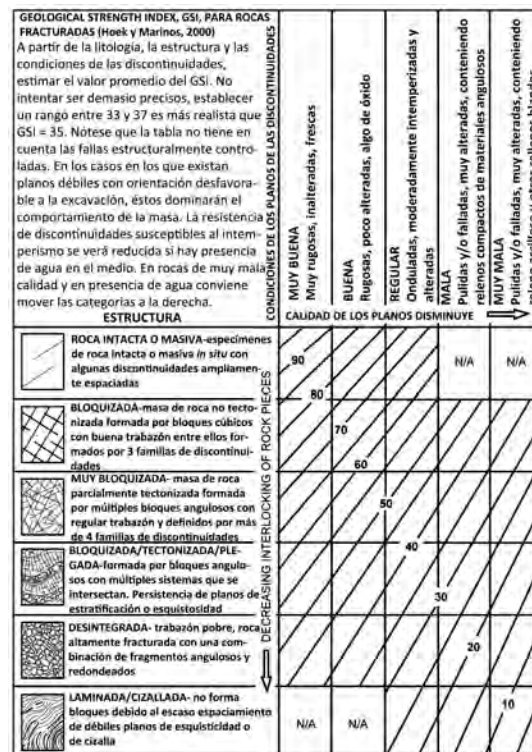 GEOLOGICAL STRENGTH INDEX, GSI, PARA ROCAS
FRACTURADAS (Hoek y Marinos, 2000)
A partir de la litología, la estructura y las
condiciones de las discontinuidades,
estimar el valor promedio del GSI. No
intentar ser demasio precisos, establecer
un rango entre 33 y 37 es más realista que
GSI = 35. Nótese que la tabla no tiene en
cuenta las fallas estructuralmente contro-
ladas. En los casos en los que existan
planos débiles con orientación desfavora-
ble a la excavación, éstos dominarán el
comportamiento de la masa. La resistencia
de discontinuidades susceptibles al intem-
perismo se verá reducida si hay presencia
de agua en el medio. En rocas de muy mala
calidad y en presencia de agua conviene
mover las categorías a la derecha.
ESTRUCTURA
CONDICIONES DE LOS PLANOS DE LAS DISCONTINUIDADES
MUY BUENA
Muy rugosas, inalteradas, frescas
BUENA
Rugosas, poco alteradas, algo de óxido
REGULAR
Onduladas, moderadamente intemperizadas y
alteradas
MALA
Pulidas y/o falladas, muy alteradas, conteniendo
relenos compactos de materiales angulosos
MUY MALA
Pulidas y/o falladas, muy alteradas, conteniendo
CALIDAD DE LOS PLANOS DISMINUYE
DECREASING INTERLOCKING OF ROCK PIECES
ROCA INTACTA O MASIVA-especímenes
de roca intacta o masiva in situ con
algunas discontinuidades ampliamen-
te espaciadas
90
80
N/A
N/A
BLOQUIZADA-masa de roca no tecto-
nizada formada por bloques cúbicos
con buena trabazón entre ellos for-
mados por 3 familias de discontinui-
dades
70
60
MUY BLOQUIZADA- masa de roca
parcialmente tectonizada formada
por múltiples bloques angulosos con
regular trabazón y definidos por más
de 4 familias de discontinuidades
50
BLOQUIZADA/TECTONIZADA/PLE-
GADA-formada por bloques angulo-
sos con múltiples sistemas que se
intersectan. Persistencia de planos de
estratificación o esquistosidad
40
30
DESINTEGRADA- trabazón pobre, roca
altamente fracturada con una com-
binación de fragmentos angulosos y
redondeados
20
LAMINADA/CIZALLADA- no forma
bloques debido al escaso espaciamiento
de débiles planos de esquisticidad o
de cizalla
N/A
N/A
10